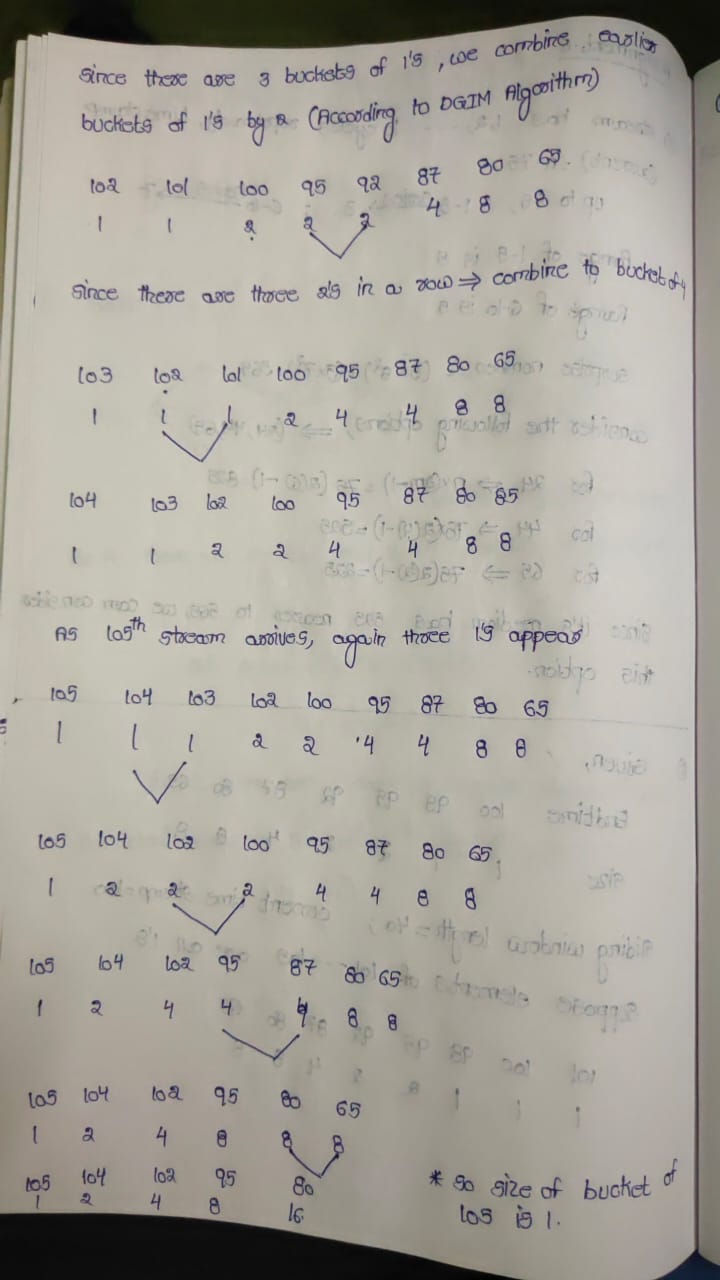 Since there are 3 buckets of 1's, we combine earlier
buckets of 1's by 2 (According to DGIM Algorithm)
102 101 100 95 92 87 80 65.
1 1 2 2 2 4 8 8
Since there are three 2's in a row ⇒ combine to bucket of 4
103 102 101 100 95 87 80 65
1 1 1 2 4 4 8 8
104 103 102 100 95 87 80 65
1 1 2 2 4 4 8 8
As 105th stream arrives, again three 1s appear
105 104 103 102 100 95 87 80 65
1 1 1 2 2 4 4 8 8
105 104 102 100 95 87 80 65
1 2 2 2 4 4 8 8
105 104 102 95 87 80 65
1 2 4 4 4 8 8
105 104 102 95 80 65
1 2 4 8 8 8
105 104 102 95 80
1 2 4 8 16
* So size of bucket of
105 is 1.